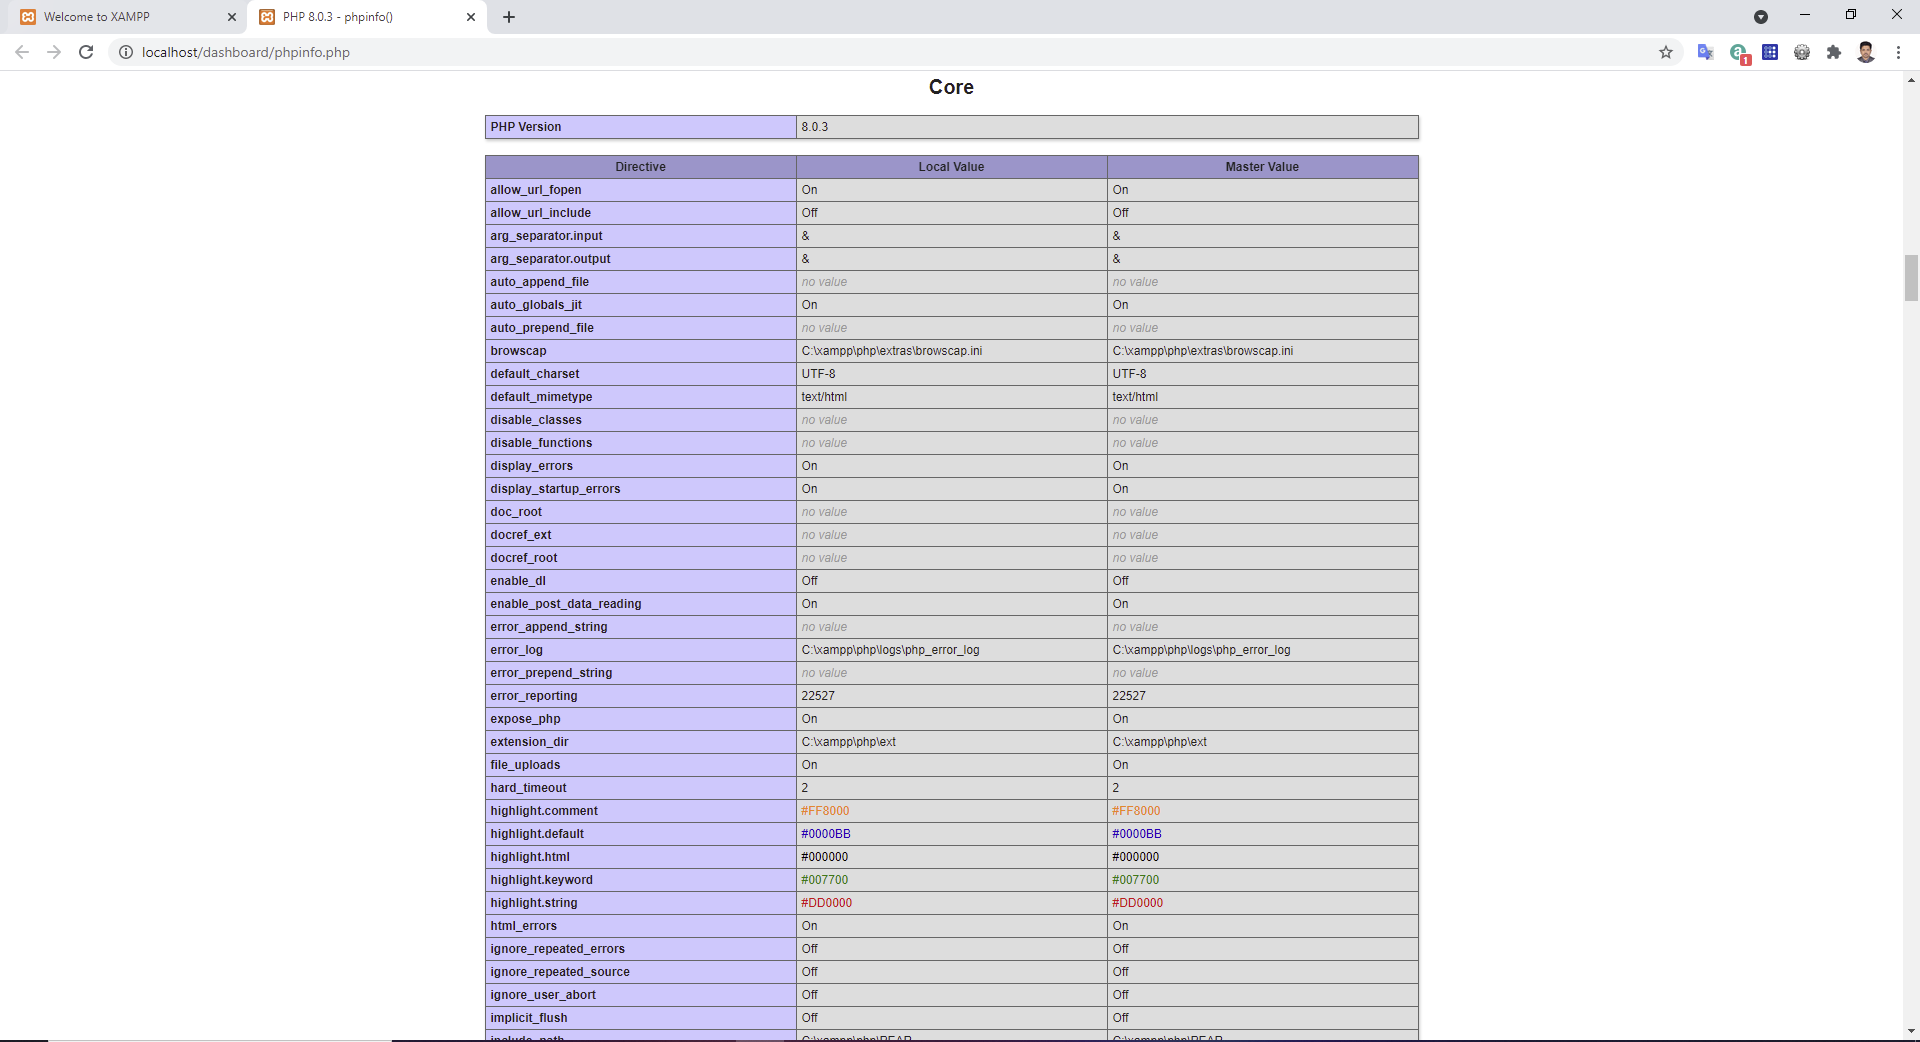 Welcome to XAMPP
PHP 8.0.3 - phpinfo()
localhost/dashboard/phpinfo.php
1
Core
PHP Version 8.0.3
Directive Local Value Master Value
allow_url_fopen On On
allow_url_include Off Off
arg_separator.input & &
arg_separator.output & &
auto_append_file no value no value
auto_globals_jit On On
auto_prepend_file no value no value
browscap C:\xampp\php\extras\browscap.ini C:\xampp\php\extras\browscap.ini
default_charset UTF-8 UTF-8
default_mimetype text/html text/html
disable_classes no value no value
disable_functions no value no value
display_errors On On
display_startup_errors On On
doc_root no value no value
docref_ext no value no value
docref_root no value no value
enable_dl Off Off
enable_post_data_reading On On
error_append_string no value no value
error_log C:\xampp\php\logs\php_error_log C:\xampp\php\logs\php_error_log
error_prepend_string no value no value
error_reporting 22527 22527
expose_php On On
extension_dir C:\xampp\php\ext C:\xampp\php\ext
file_uploads On On
hard_timeout 2 2
highlight.comment #FF8000 #FF8000
highlight.default #0000BB #0000BB
highlight.html #000000 #000000
highlight.keyword #007700 #007700
highlight.string #DD0000 #DD0000
html_errors On On
ignore_repeated_errors Off Off
ignore_repeated_source Off Off
ignore_user_abort Off Off
implicit_flush Off Off
include_path C:\xampp\php\PEAR C:\xampp\php\PEAR